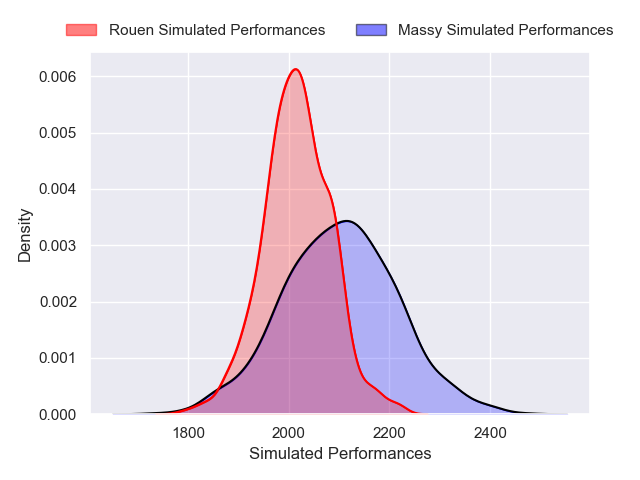 Rouen Simulated Performances
Massy Simulated Performances
0.006
0.005
0.004
0.003
0.002
0.001
0.000
Density
1800
2000
2200
2400
Simulated Performances